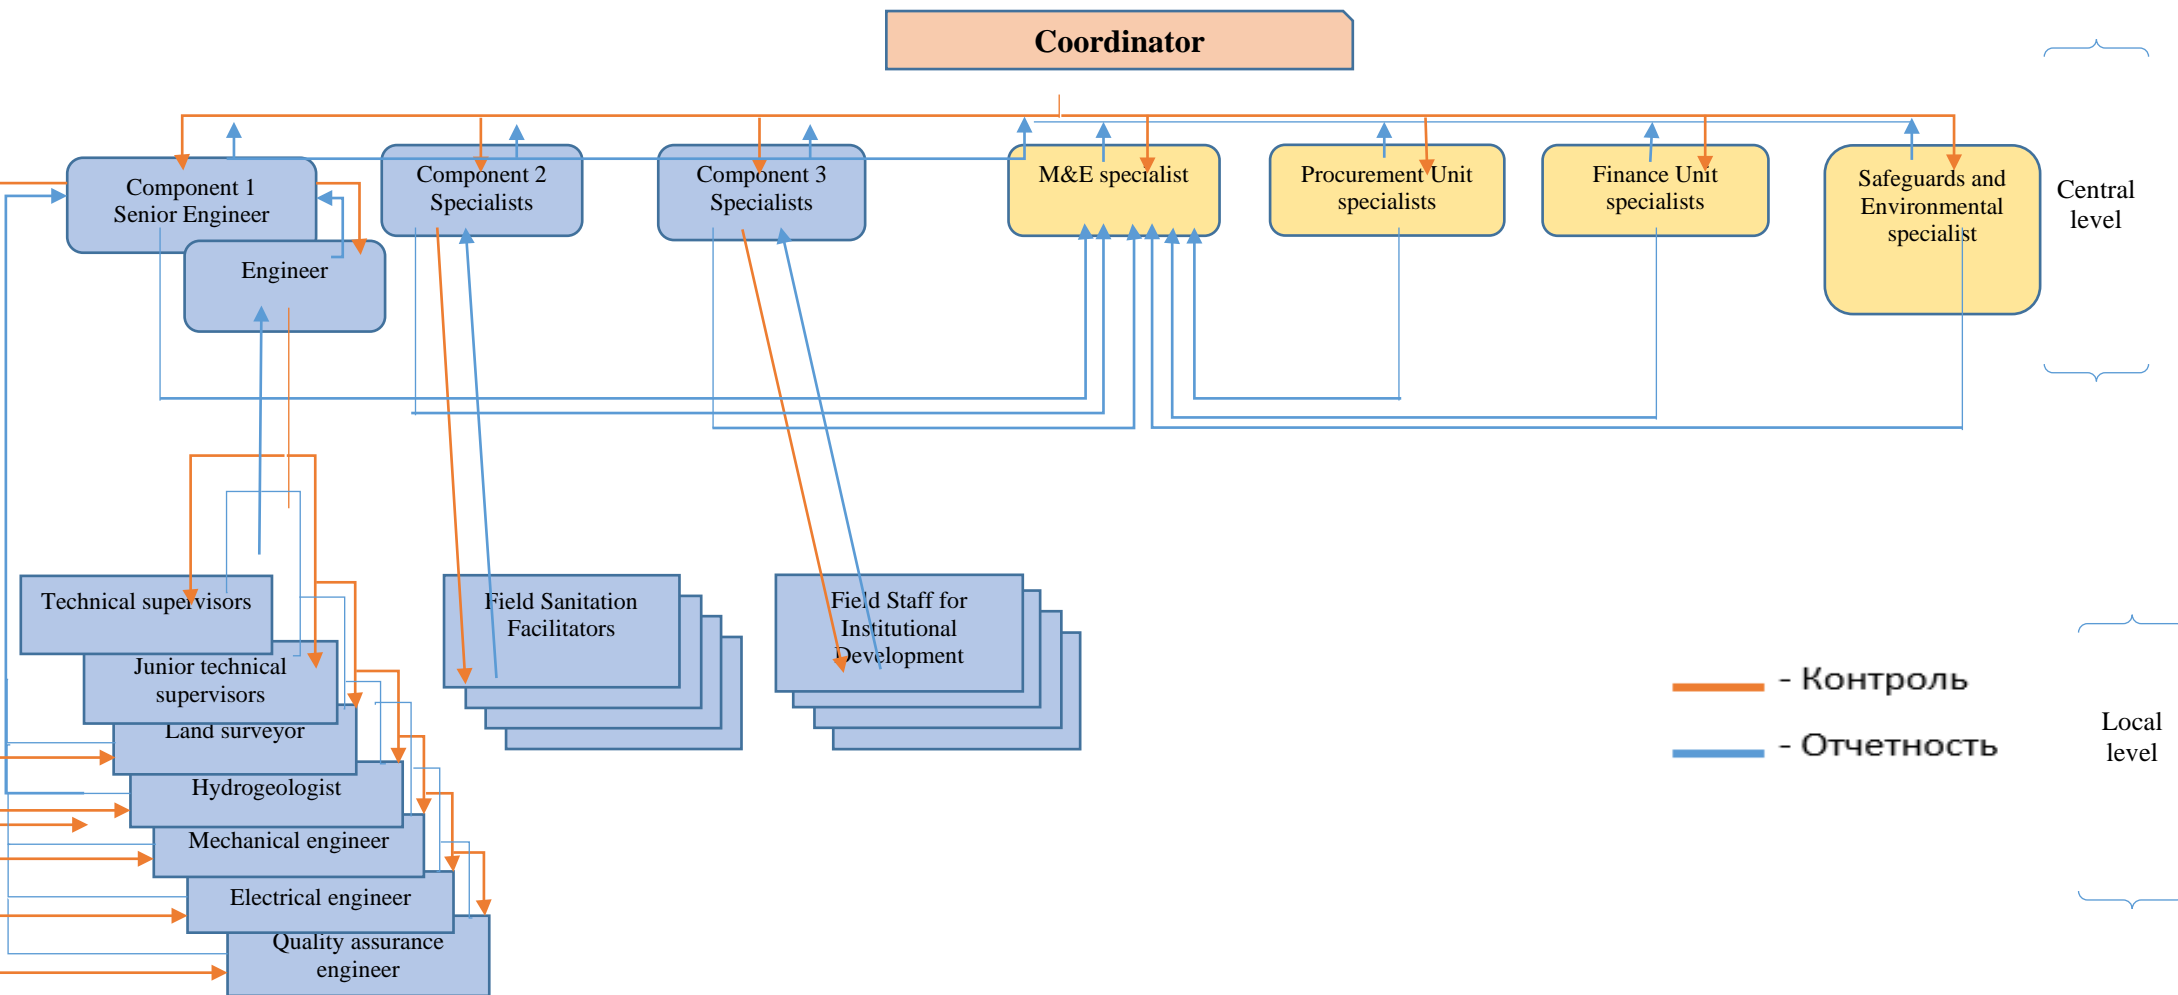 Coordinator
Component 1
Senior Engineer
Component 2
Specialists
Component 3
Specialists
M&E specialist
Procurement Unit
specialists
Finance Unit
specialists
Safeguards and
Environmental
specialist
Central
level
Engineer
Technical supervisors
Junior technical
supervisors
Land surveyor
Hydrogeologist
Mechanical engineer
Electrical engineer
Quality assurance
engineer
Field Sanitation
Facilitators
Field Staff for
Institutional
Development
- Контроль
- Отчетность
Local
level